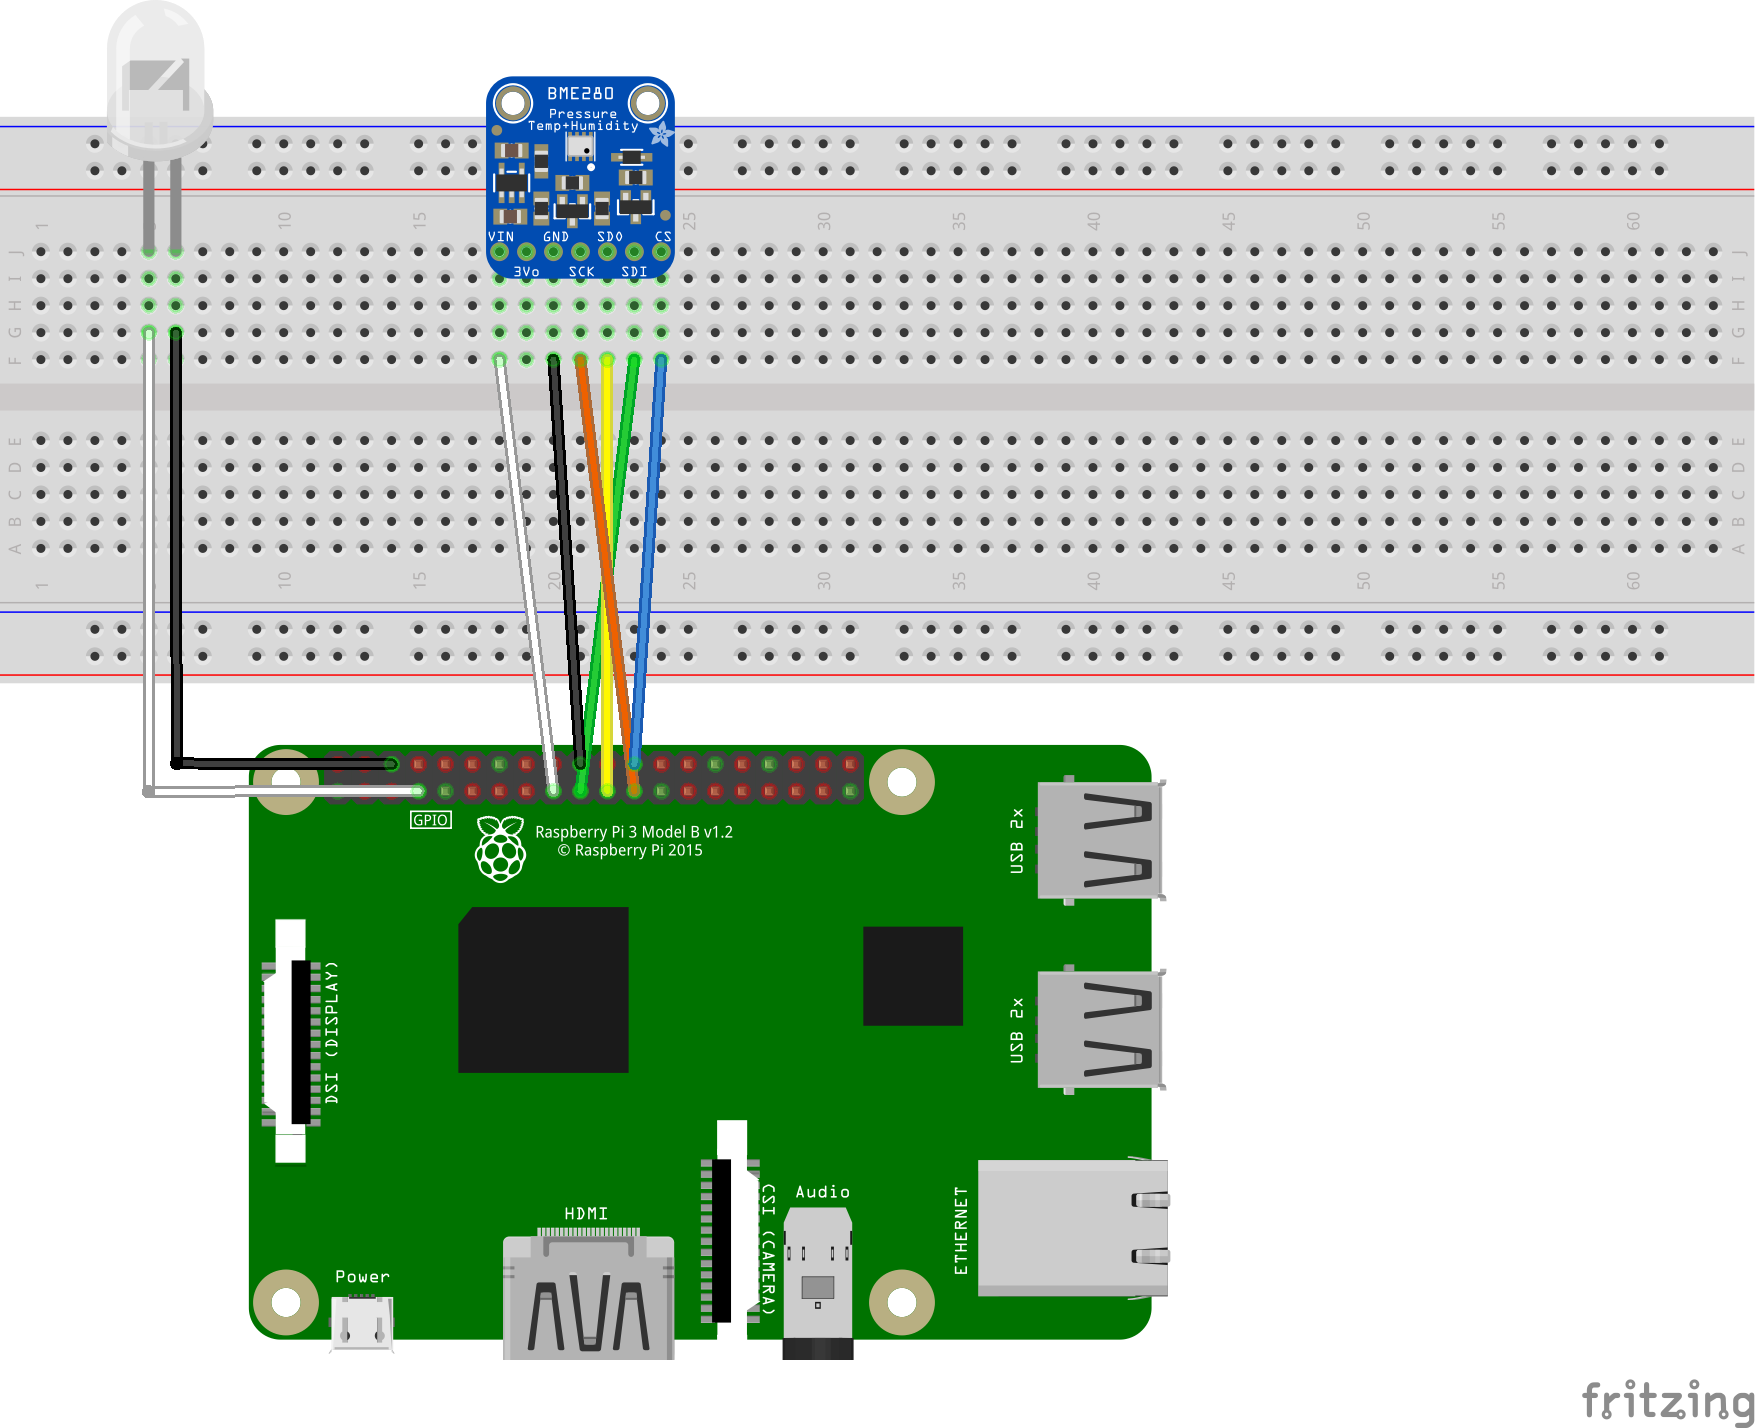 BME280
Pressure
Temp+Humidity
VIN GND SDO CS
3Vo SCK SDI
1 10 15 25 30 35 40 45 50 55 60
J J
I I
H H
G G
F F
E E
D D
C C
B B
A A
1 10 15 20 25 30 35 40 45 50 55 60
GPIO
Raspberry Pi 3 Model B v1.2
© Raspberry Pi 2015
USB 2x
DSI (DISPLAY)
USB 2x
HDMI
CSI (CAMERA)
Audio
ETHERNET
Power
fritzing